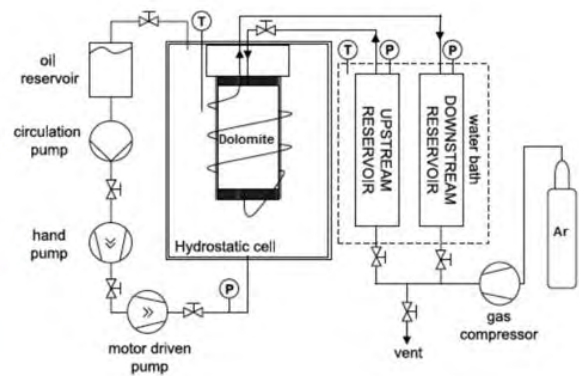 oil
reservoir
T
circulation
pump
hand
pump
motor driven
pump
P
Dolomite
Hydrostatic cell
T
P
P
UPSTREAM
RESERVOIR
DOWNSTREAM
RESERVOIR
water bath
Ar
gas
compressor
vent